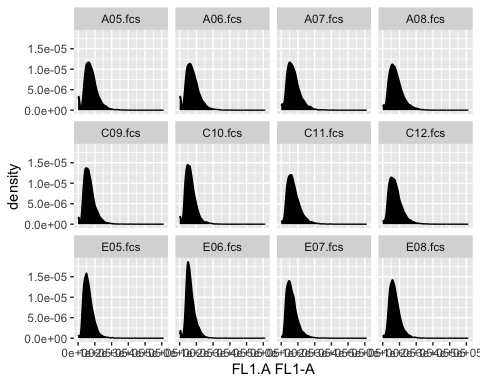 A05.fcs A06.fcs A07.fcs A08.fcs
1.5e-05
1.0e-05
5.0e-06
0.0e+00
C09.fcs C10.fcs C11.fcs C12.fcs
1.5e-05
1.0e-05
5.0e-06
0.0e+00
density
E05.fcs E06.fcs E07.fcs E08.fcs
1.5e-05
1.0e-05
5.0e-06
0.0e+00
FL1.A FL1-A